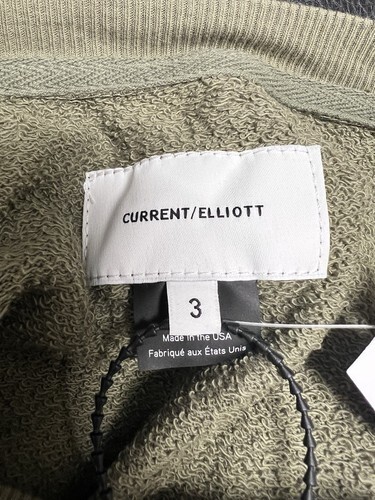 CURRENT/ELLIOTT
3
Made in the USA
Fabriqué aux États Unis